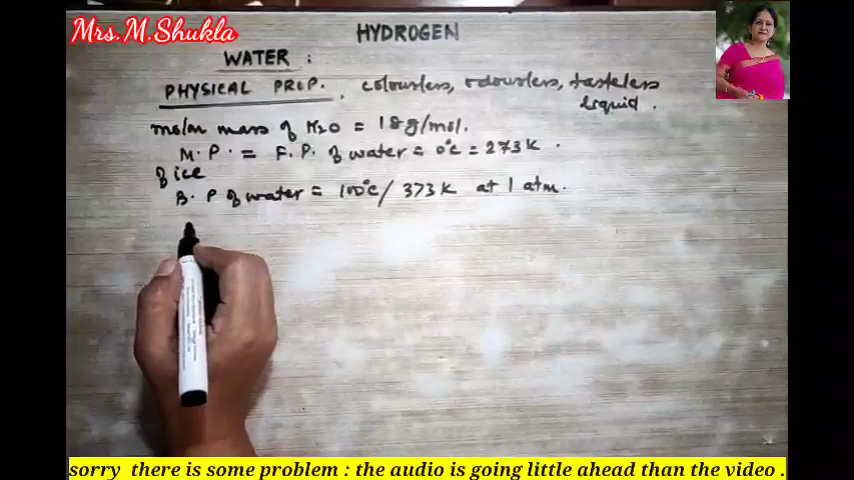 Mrs.M.Shukla
HYDROGEN
WATER :
PHYSICAL PROP. , colourless, odourless, tasteless
liquid .
molar mass of H2O = 18g/mol.
M.P. = F.P. of water = 0°C = 273K .
of ice
B.P of water = 100°C/ 373K at 1 atm.
sorry there is some problem : the audio is going little ahead than the video .